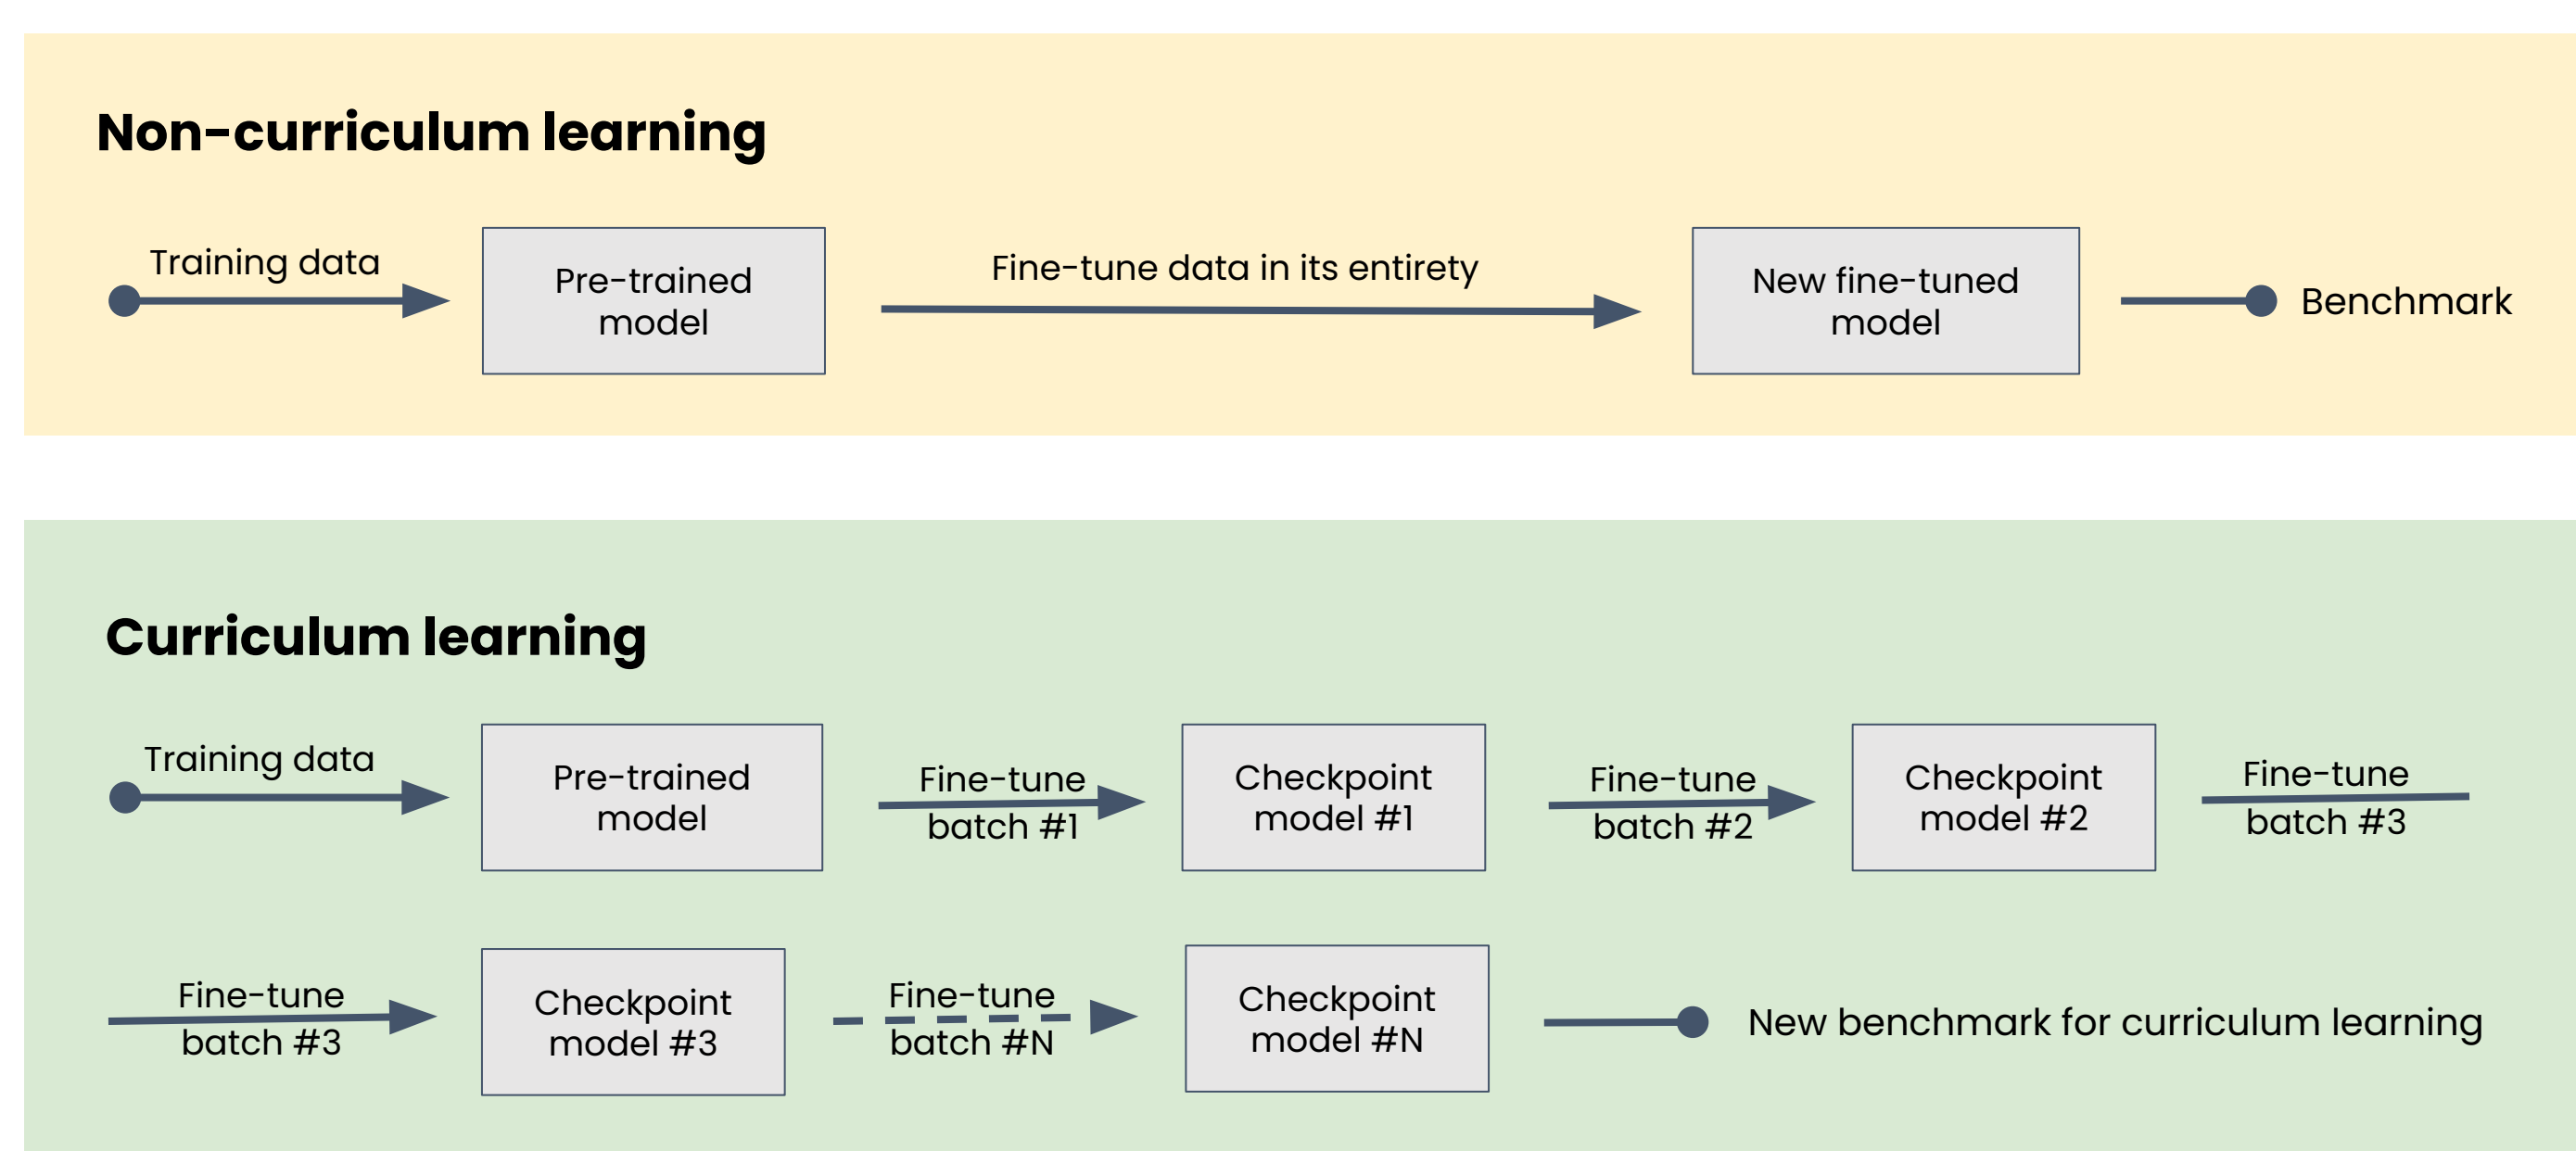 Non-curriculum learning
Training data
Pre-trained
model
Fine-tune data in its entirety
New fine-tuned
model
Benchmark
Curriculum learning
Training data
Pre-trained
model
Fine-tune
batch #1
Checkpoint
model #1
Fine-tune
batch #2
Checkpoint
model #2
Fine-tune
batch #3
Fine-tune
batch #3
Checkpoint
model #3
Fine-tune
batch #N
Checkpoint
model #N
New benchmark for curriculum learning